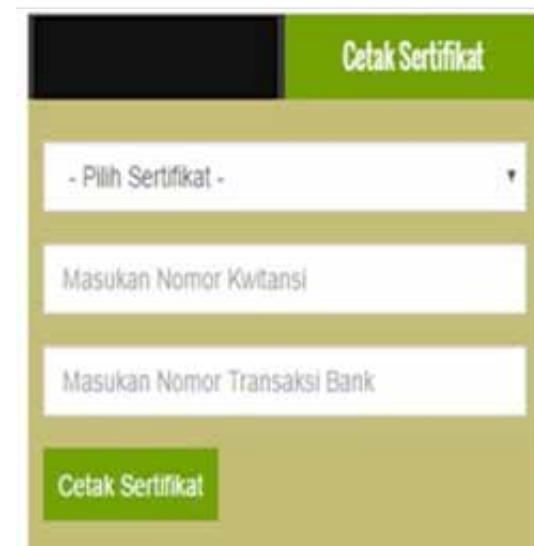 Cetak Sertifikat
- Pilih Sertifikat -
Masukan Nomor Kwitansi
Masukan Nomor Transaksi Bank
Cetak Sertifikat